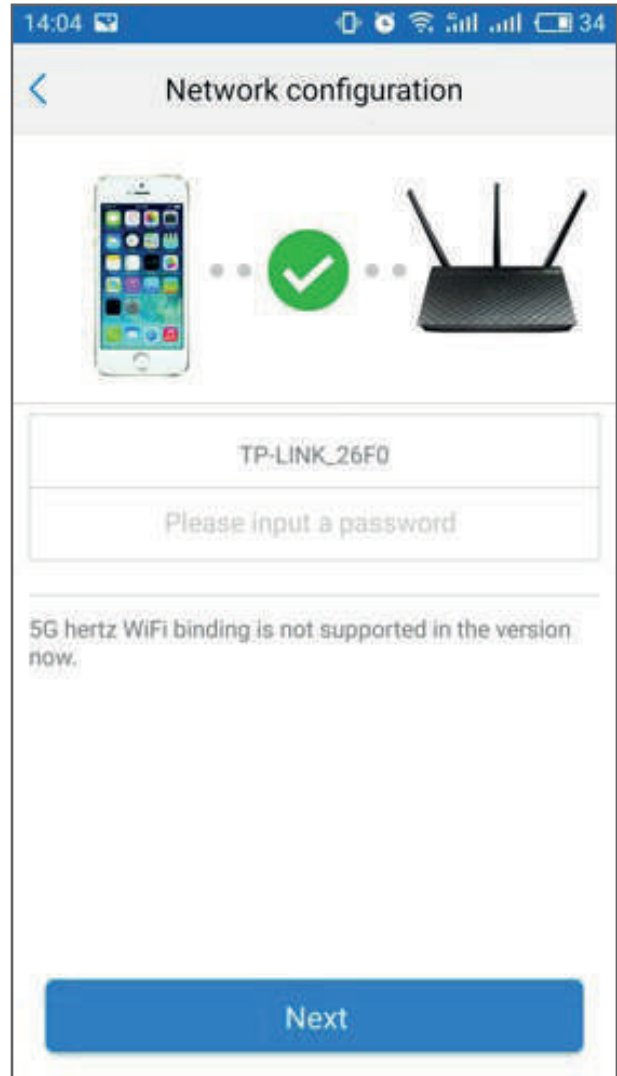 14:04 34
Network configuration
TP-LINK_26F0
Please input a password
5G hertz WiFi binding is not supported in the version
now.
Next